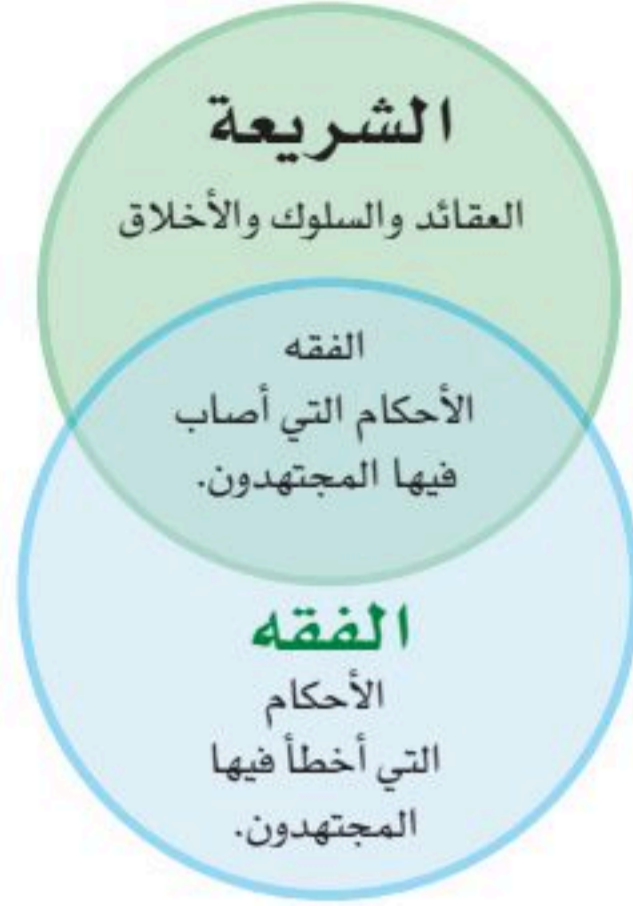 الشريعة
العقائد والسلوك والأخلاق
الفقه
الأحكام التي أصاب
فيها المجتهدون.
الفقه
الأحكام
التي أخطأ فيها
المجتهدون.